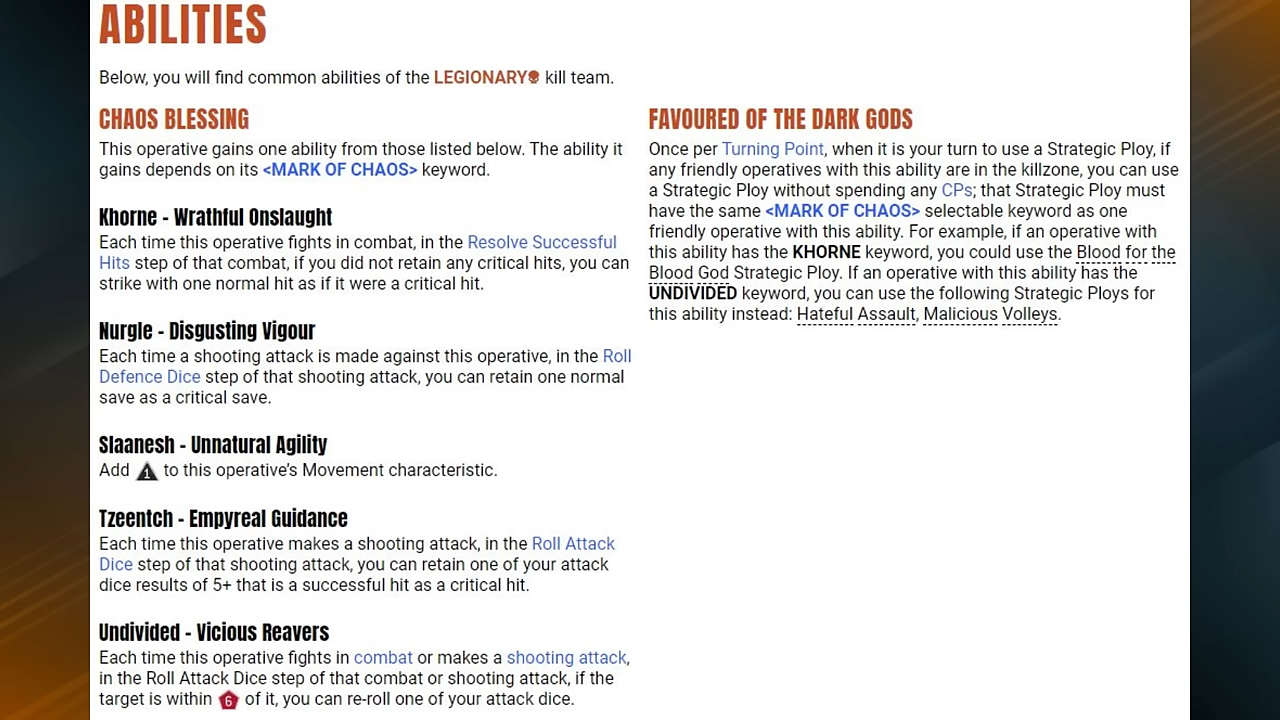 ABILITIES
Below, you will find common abilities of the LEGIONARY kill team.
CHAOS BLESSING
This operative gains one ability from those listed below. The ability it
gains depends on its <MARK OF CHAOS> keyword.
Khorne - Wrathful Onslaught
Each time this operative fights in combat, in the Resolve Successful
Hits step of that combat, if you did not retain any critical hits, you can
strike with one normal hit as if it were a critical hit.
Nurgle - Disgusting Vigour
Each time a shooting attack is made against this operative, in the Roll
Defence Dice step of that shooting attack, you can retain one normal
save as a critical save.
Slaanesh - Unnatural Agility
Add 1 to this operative's Movement characteristic.
Tzeentch - Empyreal Guidance
Each time this operative makes a shooting attack, in the Roll Attack
Dice step of that shooting attack, you can retain one of your attack
dice results of 5+ that is a successful hit as a critical hit.
Undivided - Vicious Reavers
Each time this operative fights in combat or makes a shooting attack,
in the Roll Attack Dice step of that combat or shooting attack, if the
target is within 6 of it, you can re-roll one of your attack dice.
FAVOURED OF THE DARK GODS
Once per Turning Point, when it is your turn to use a Strategic Ploy, if
any friendly operatives with this ability are in the killzone, you can use
a Strategic Ploy without spending any CPs; that Strategic Ploy must
have the same <MARK OF CHAOS> selectable keyword as one
friendly operative with this ability. For example, if an operative with
this ability has the KHORNE keyword, you could use the Blood for the
Blood God Strategic Ploy. If an operative with this ability has the
UNDIVIDED keyword, you can use the following Strategic Ploys for
this ability instead: Hateful Assault, Malicious Volleys.